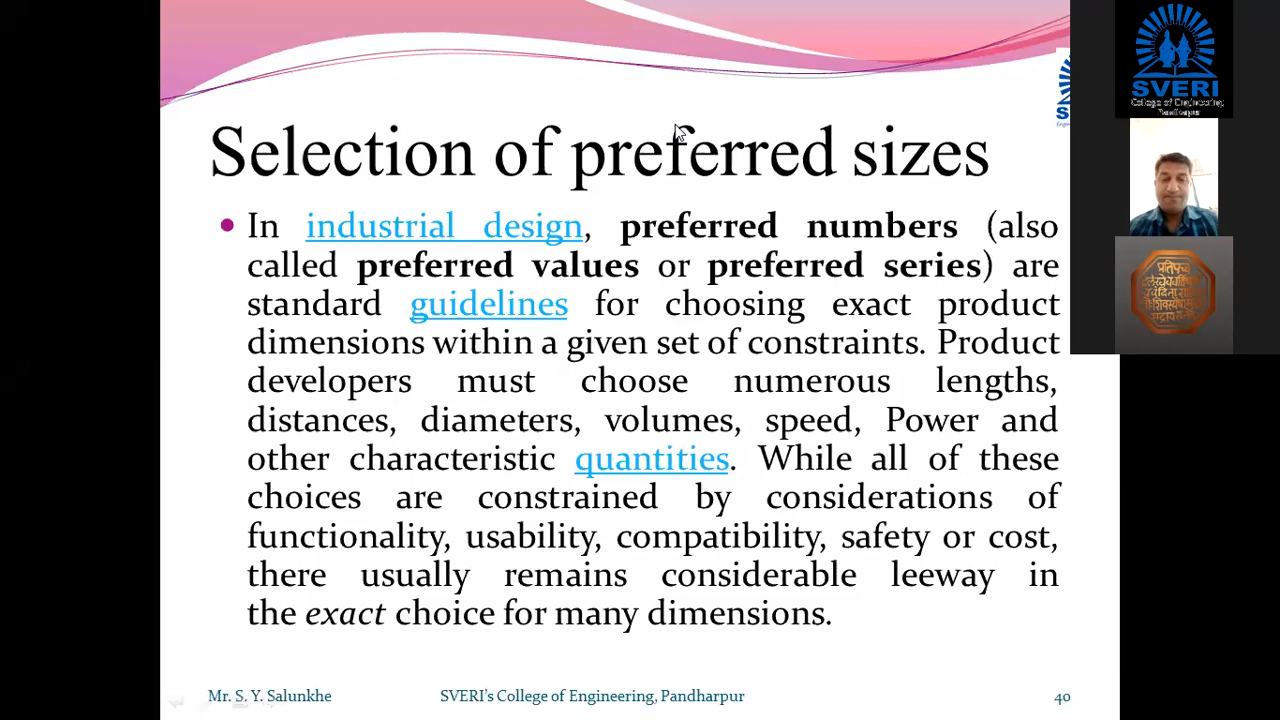 Selection of preferred sizes
In industrial design, preferred numbers (also
called preferred values or preferred series) are
standard guidelines for choosing exact product
dimensions within a given set of constraints. Product
developers must choose numerous lengths,
distances, diameters, volumes, speed, Power and
other characteristic quantities. While all of these
choices are constrained by considerations of
functionality, usability, compatibility, safety or cost,
there usually remains considerable leeway in
the exact choice for many dimensions.
Mr. S. Y. Salunkhe
SVERI's College of Engineering, Pandharpur
40
SVERI
College of Engineering,
Pandharpur